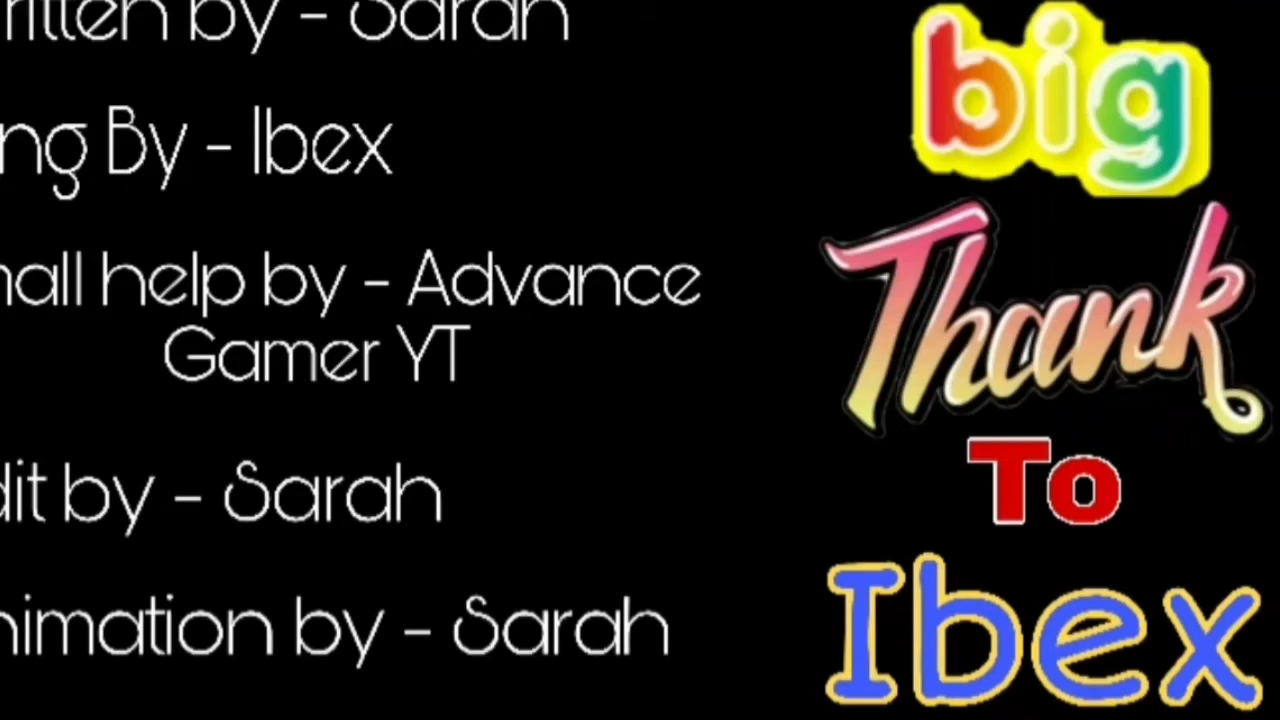 ritten by - Sarah
ng By - Ibex
mall help by - Advance
Gamer YT
dit by - Sarah
nimation by - Sarah
big
Thank
To
Ibex